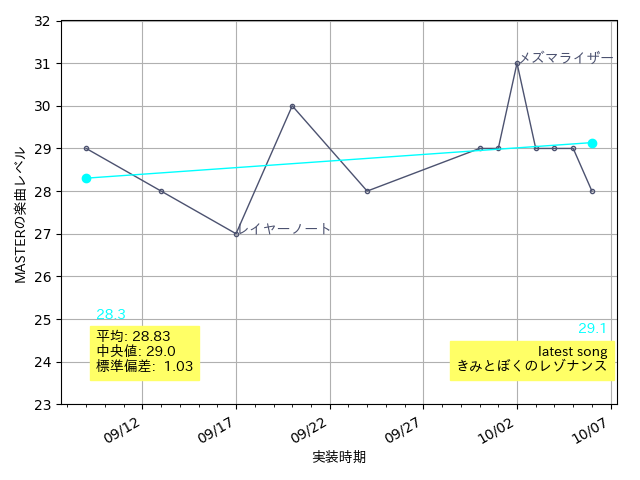 32
31
30
29
28
27
26
25
24
23
MASTERの楽曲レベル
メズマライザー
レイヤーノート
28.3
平均: 28.83
中央値: 29.0
標準偏差: 1.03
29.1
latest song
きみとぼくのレゾナンス
09/12
09/17
09/22
09/27
10/02
10/07
実装時期